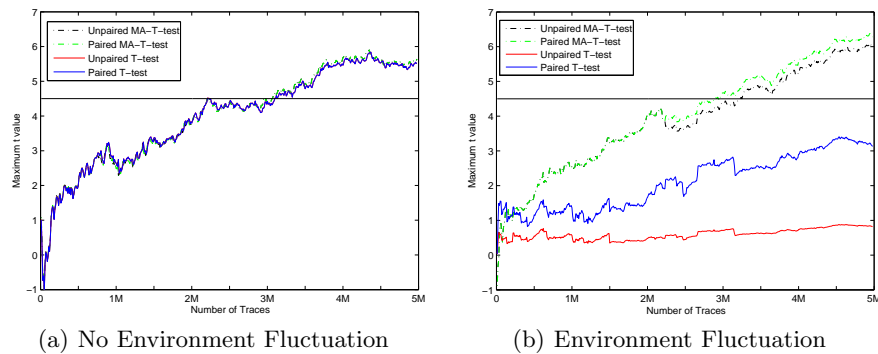 7
6
5
4
3
2
1
0
−1
Maximum t value
Unpaired MA−T−test
Paired MA−T−test
Unpaired T−test
Paired T−test
0 1M 2M 3M 4M 5M
Number of Traces
(a) No Environment Fluctuation
7
6
5
4
3
2
1
0
−1
Maximum t value
Unpaired MA−T−test
Paired MA−T−test
Unpaired T−test
Paired T−test
0 1M 2M 3M 4M 5M
Number of Traces
(b) Environment Fluctuation